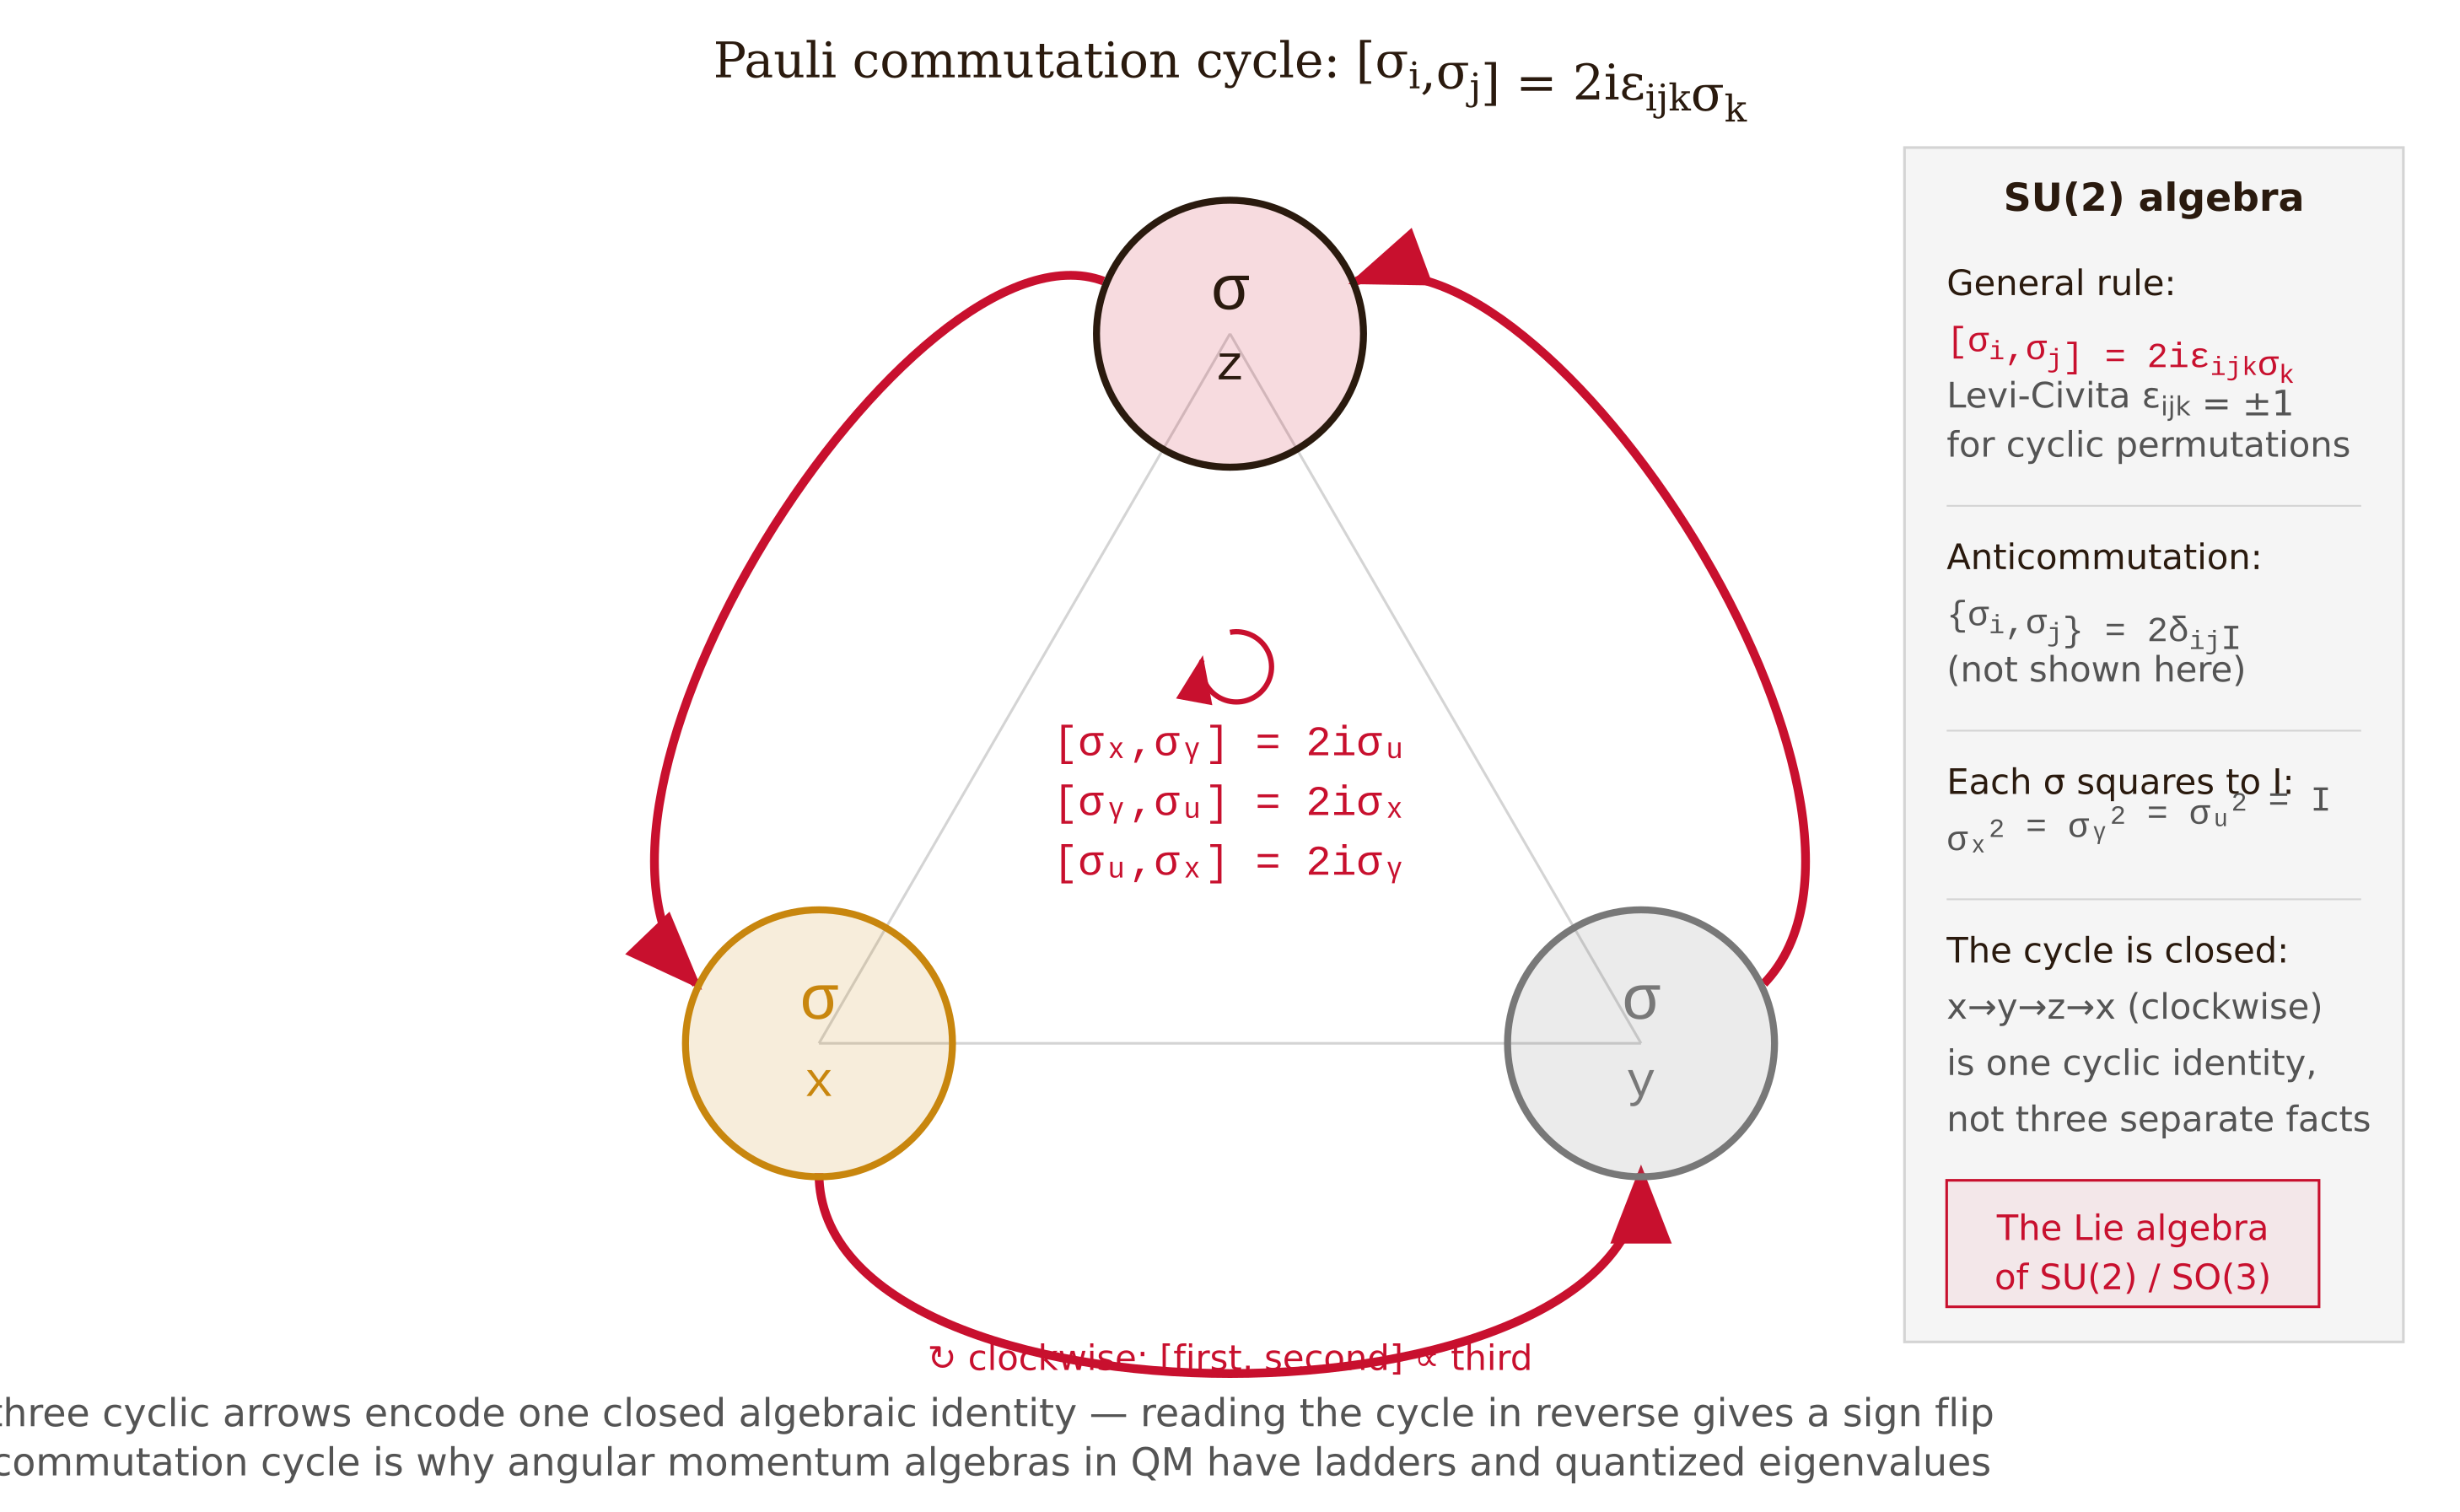 Pauli commutation cycle: [σᵢ,σⱼ] = 2iεᵢⱼₖσₖ
σ
z
[σₓ,σᵧ] = 2iσᵤ
[σᵧ,σᵤ] = 2iσₓ
[σᵤ,σₓ] = 2iσᵧ
σ
x
σ
y
↻ clockwise: [first, second] ∝ third
three cyclic arrows encode one closed algebraic identity — reading the cycle in reverse gives a sign flip
commutation cycle is why angular momentum algebras in QM have ladders and quantized eigenvalues
SU(2) algebra
General rule:
[σᵢ,σⱼ] = 2iεᵢⱼₖσₖ
Levi-Civita εᵢⱼₖ = ±1
for cyclic permutations
Anticommutation:
{σᵢ,σⱼ} = 2δᵢⱼI
(not shown here)
Each σ squares to I:
σₓ² = σᵧ² = σᵤ² = I
The cycle is closed:
x→y→z→x (clockwise)
is one cyclic identity,
not three separate facts
The Lie algebra
of SU(2) / SO(3)